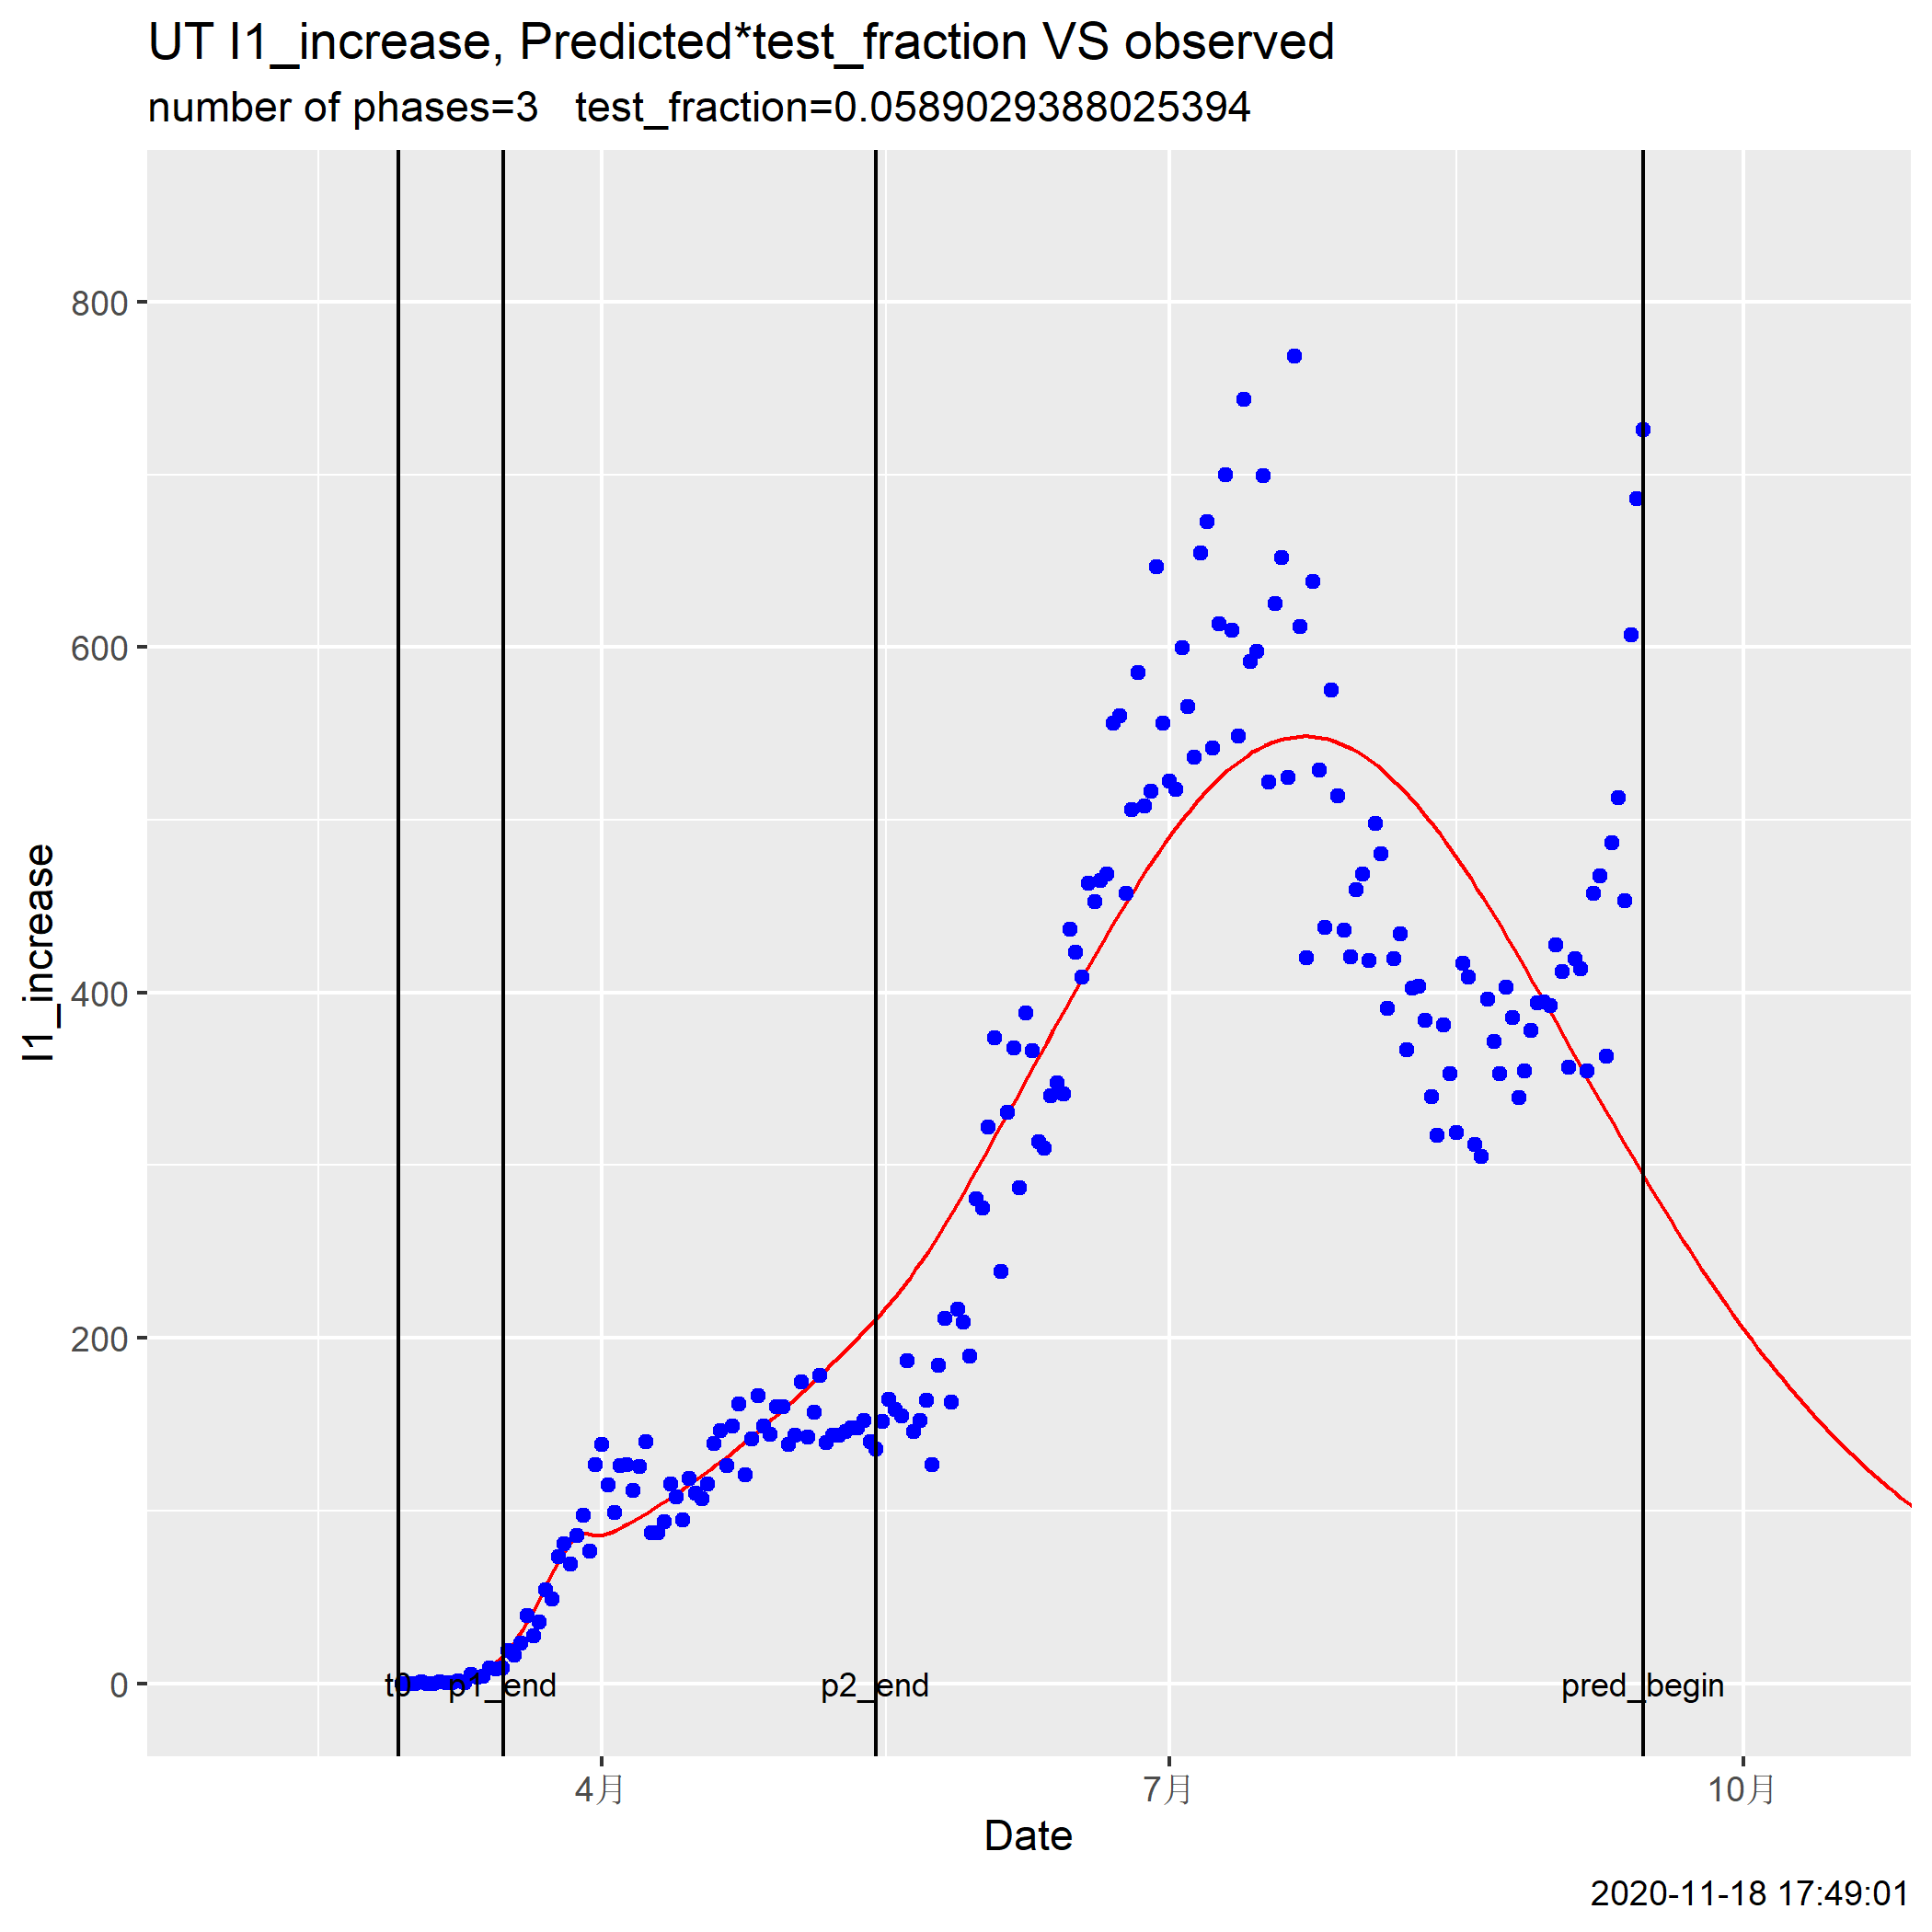 UT I1_increase, Predicted*test_fraction VS observed
number of phases=3 test_fraction=0.0589029388025394
800
600
400
200
0
I1_increase
t0
p1_end
p2_end
pred_begin
4月
7月
10月
Date
2020-11-18 17:49:01